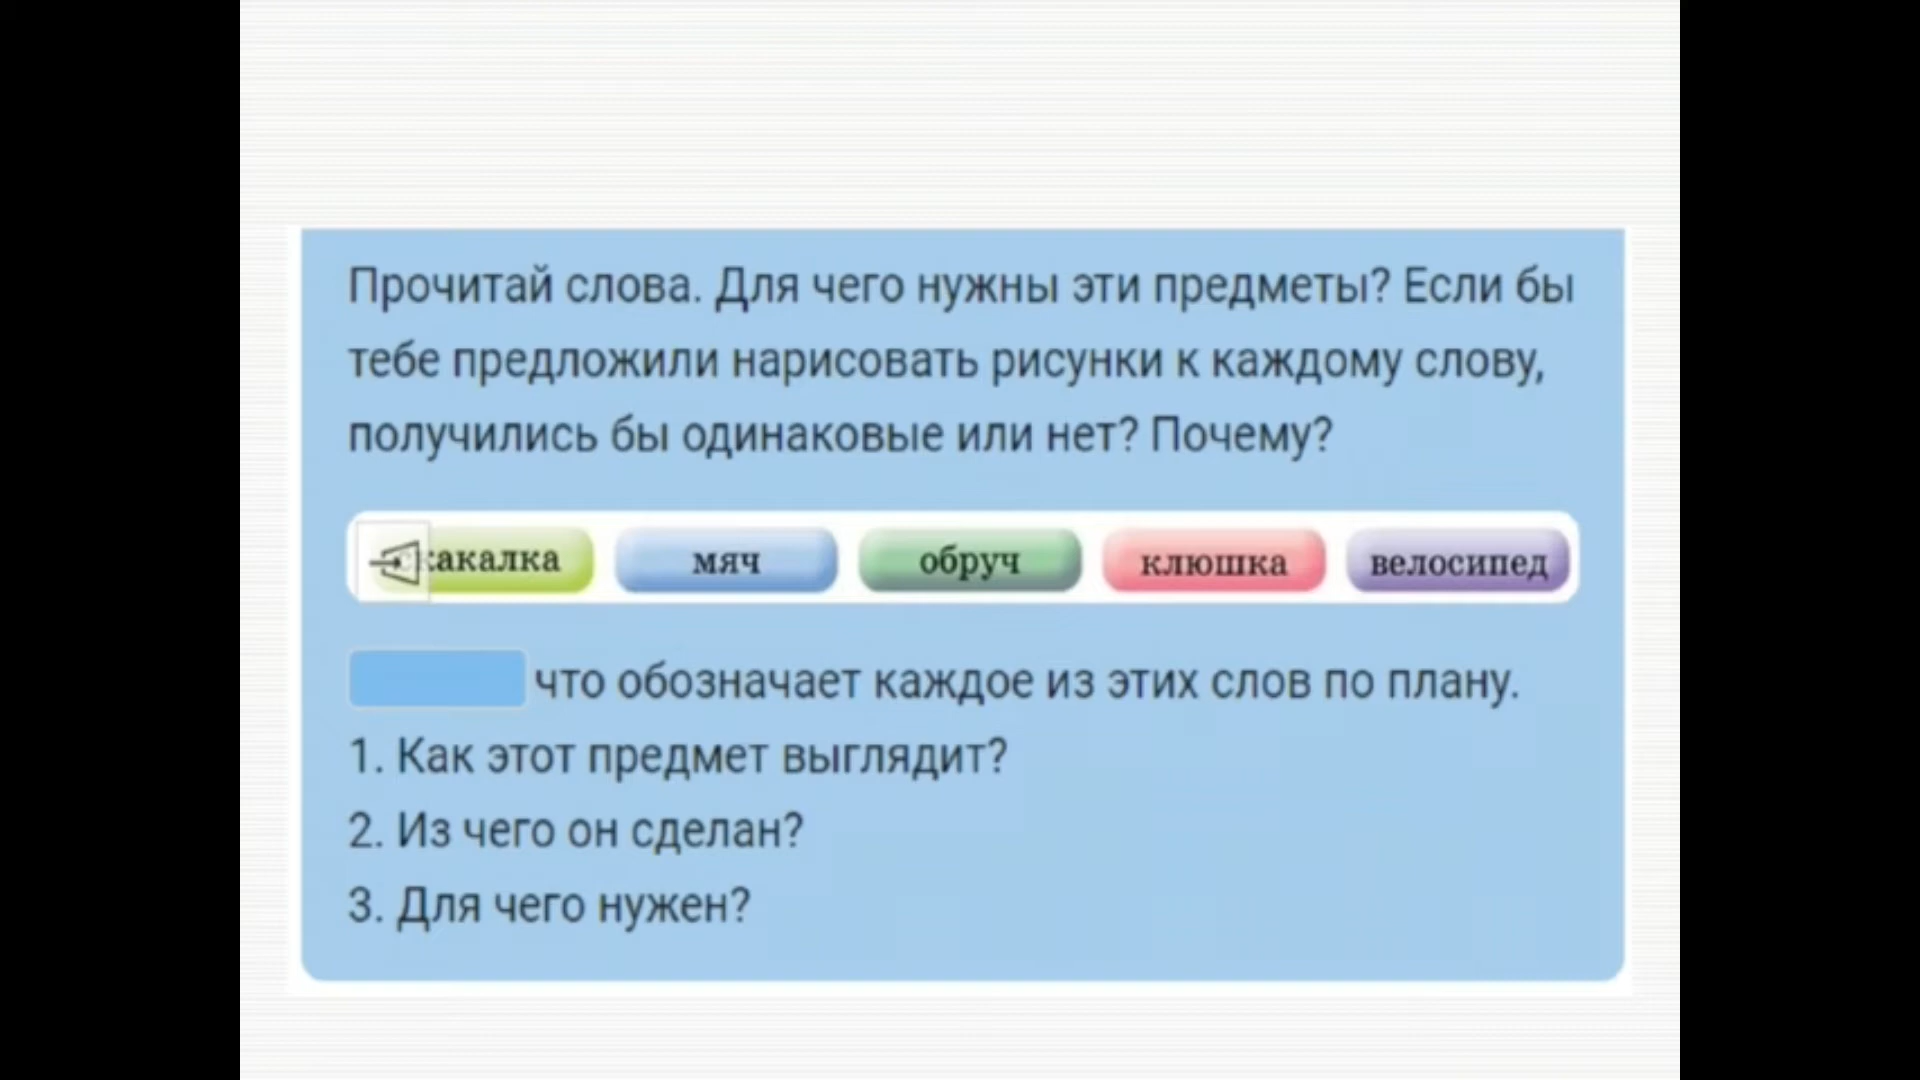 Прочитай слова. Для чего нужны эти предметы? Если бы
тебе предложили нарисовать рисунки к каждому слову,
получились бы одинаковые или нет? Почему?
скакалка мяч обруч клюшка велосипед
что обозначает каждое из этих слов по плану.
1. Как этот предмет выглядит?
2. Из чего он сделан?
3. Для чего нужен?